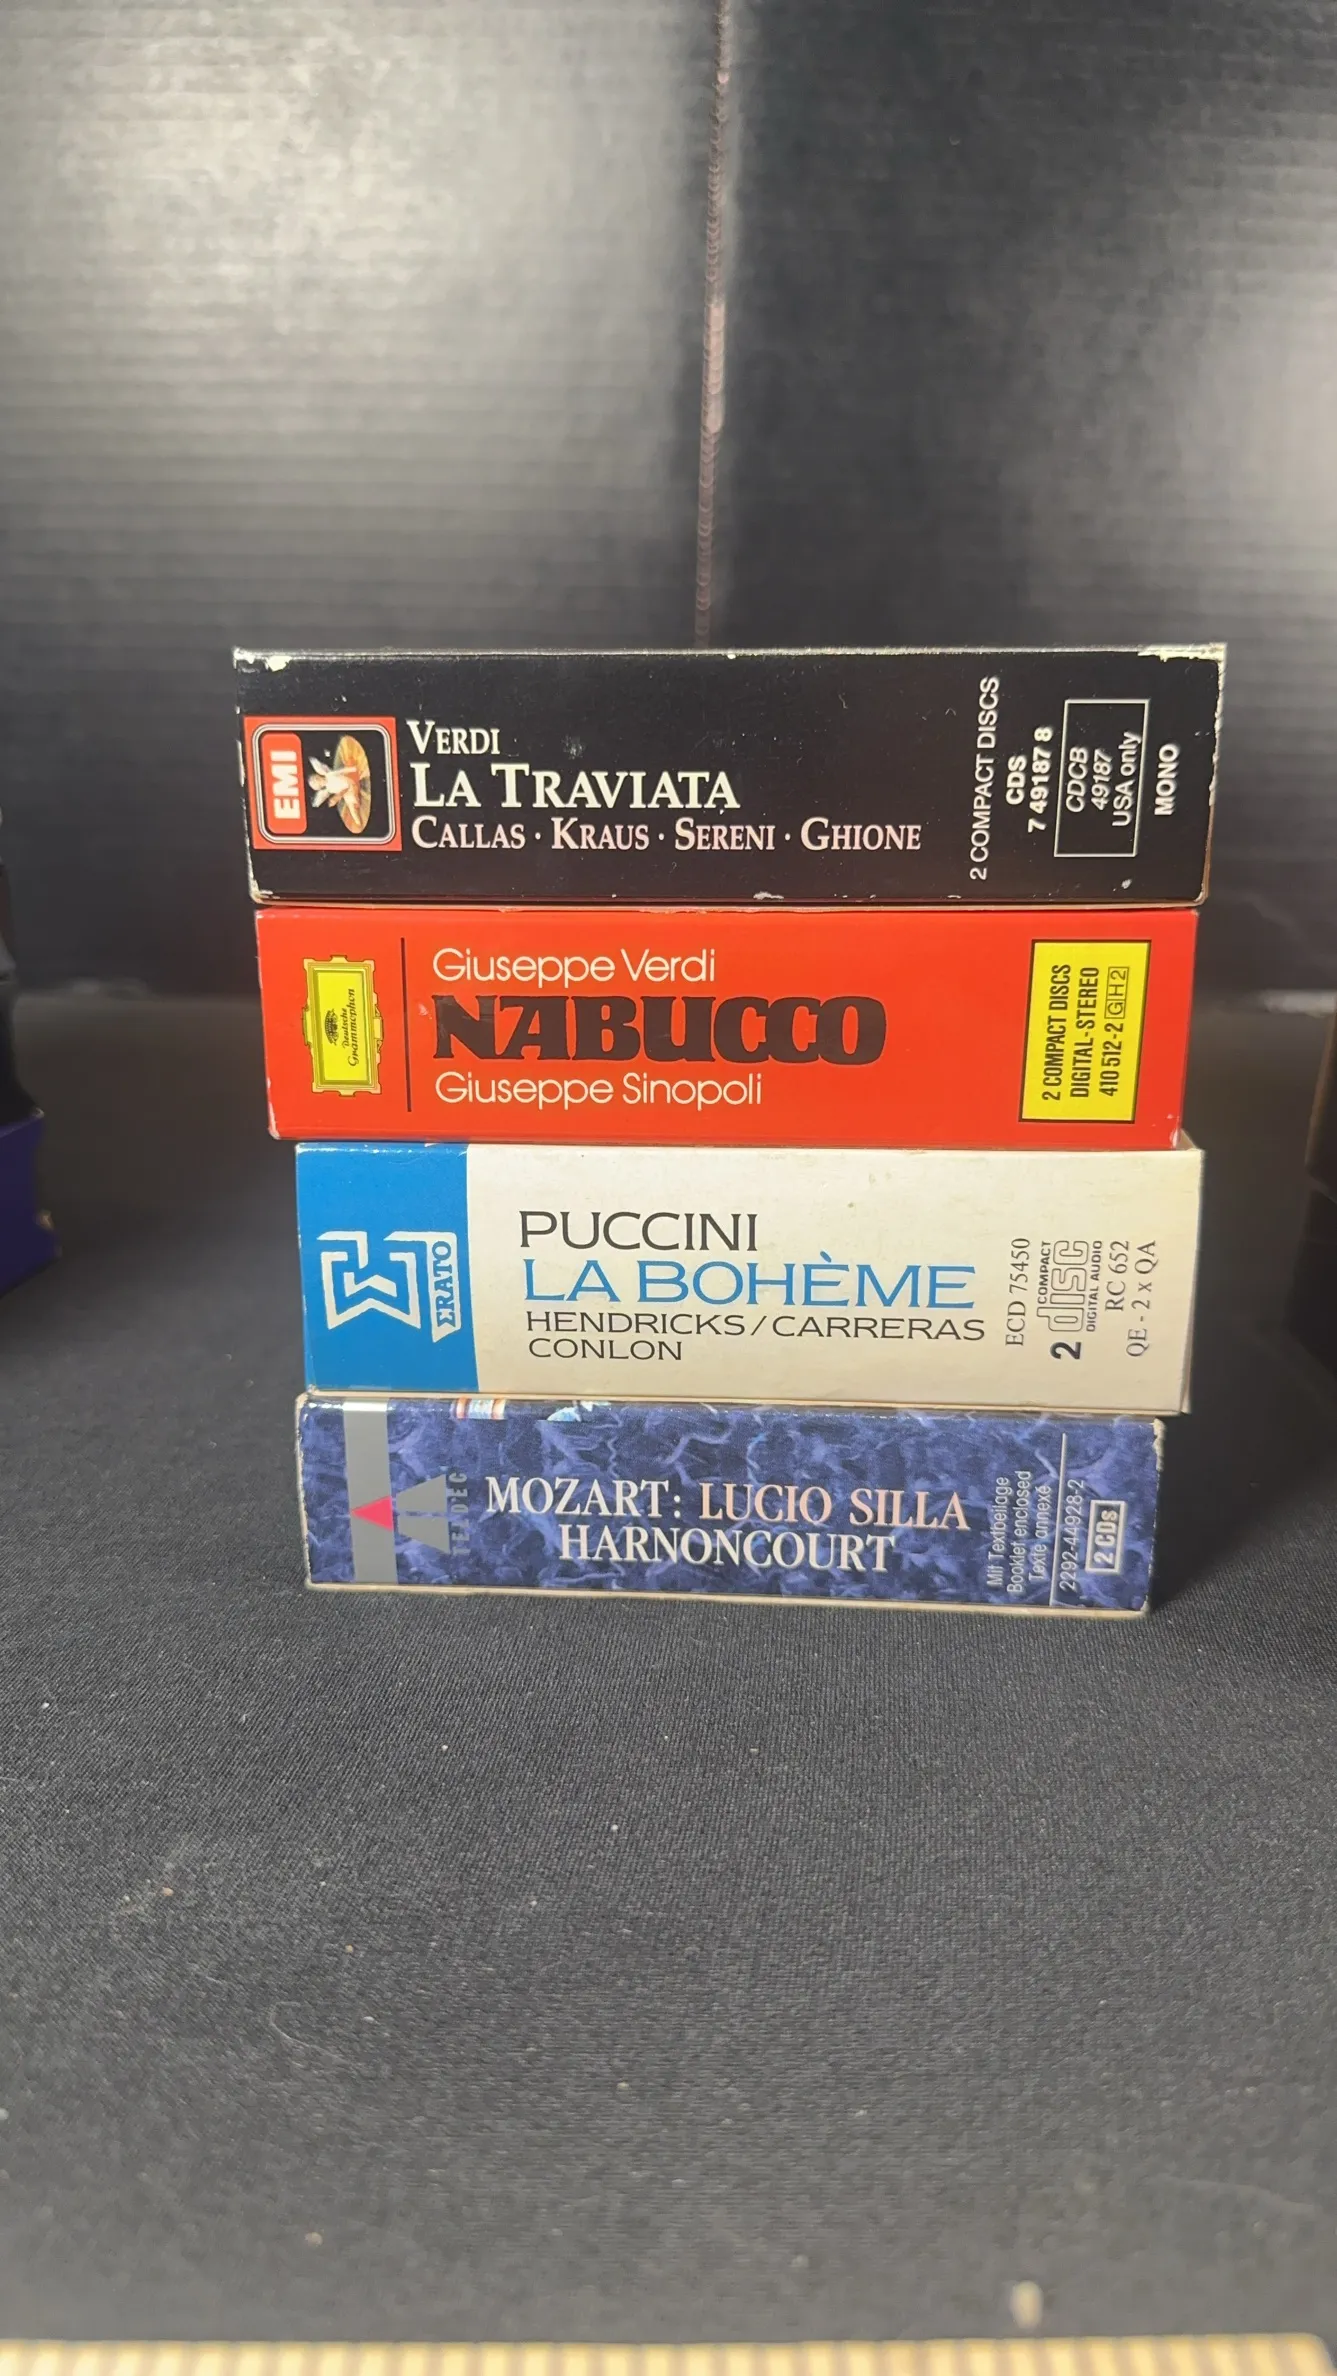 EMI
VERDI
LA TRAVIATA
CALLAS · KRAUS · SERENI · GHIONE
2 COMPACT DISCS
CDS
7 49187 8
CDCB
49187
USA only
MONO
Deutsche
Grammophon
Giuseppe Verdi
NABUCCO
Giuseppe Sinopoli
2 COMPACT DISCS
DIGITAL-STEREO
410 512-2 GH2
ERATO
PUCCINI
LA BOHÈME
HENDRICKS/CARRERAS
CONLON
ECD 75450
2 COMPACT disc DIGITAL AUDIO
RC 652
QE - 2 x QA
TELDEC
MOZART: LUCIO SILLA
HARNONCOURT
Mit Textbeilage
Booklet enclosed
Texte annexé
2292-44928-2
2 CDs